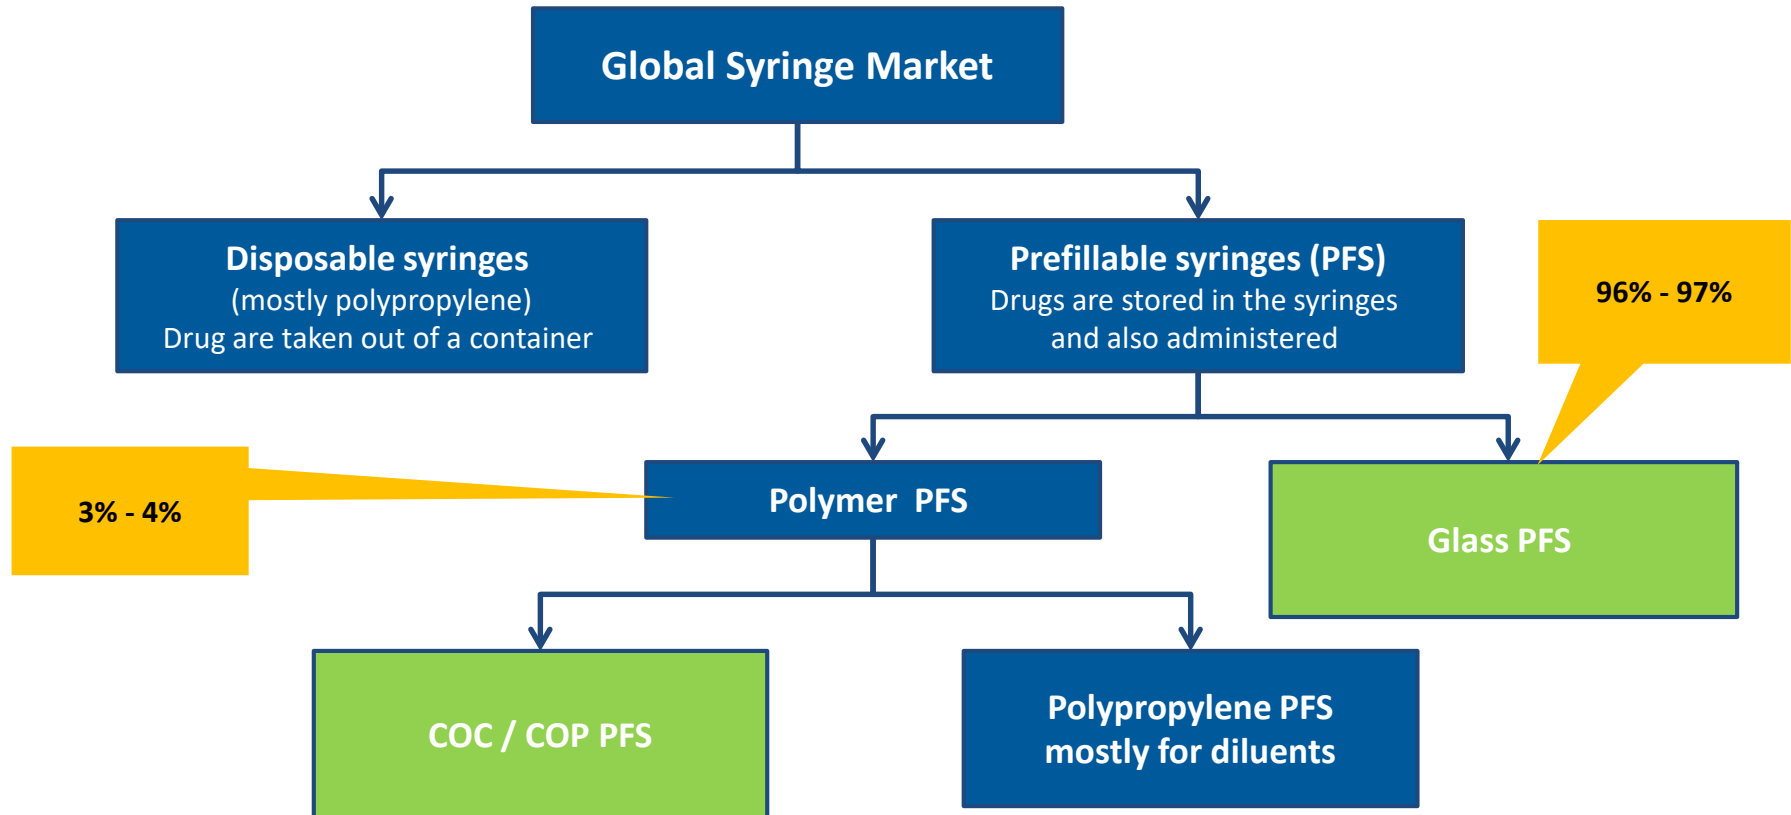 Global Syringe Market
Disposable syringes
(mostly polypropylene)
Drug are taken out of a container
Prefillable syringes (PFS)
Drugs are stored in the syringes
and also administered
96% - 97%
3% - 4%
Polymer  PFS
Glass PFS
COC / COP PFS
Polypropylene PFS
mostly for diluents